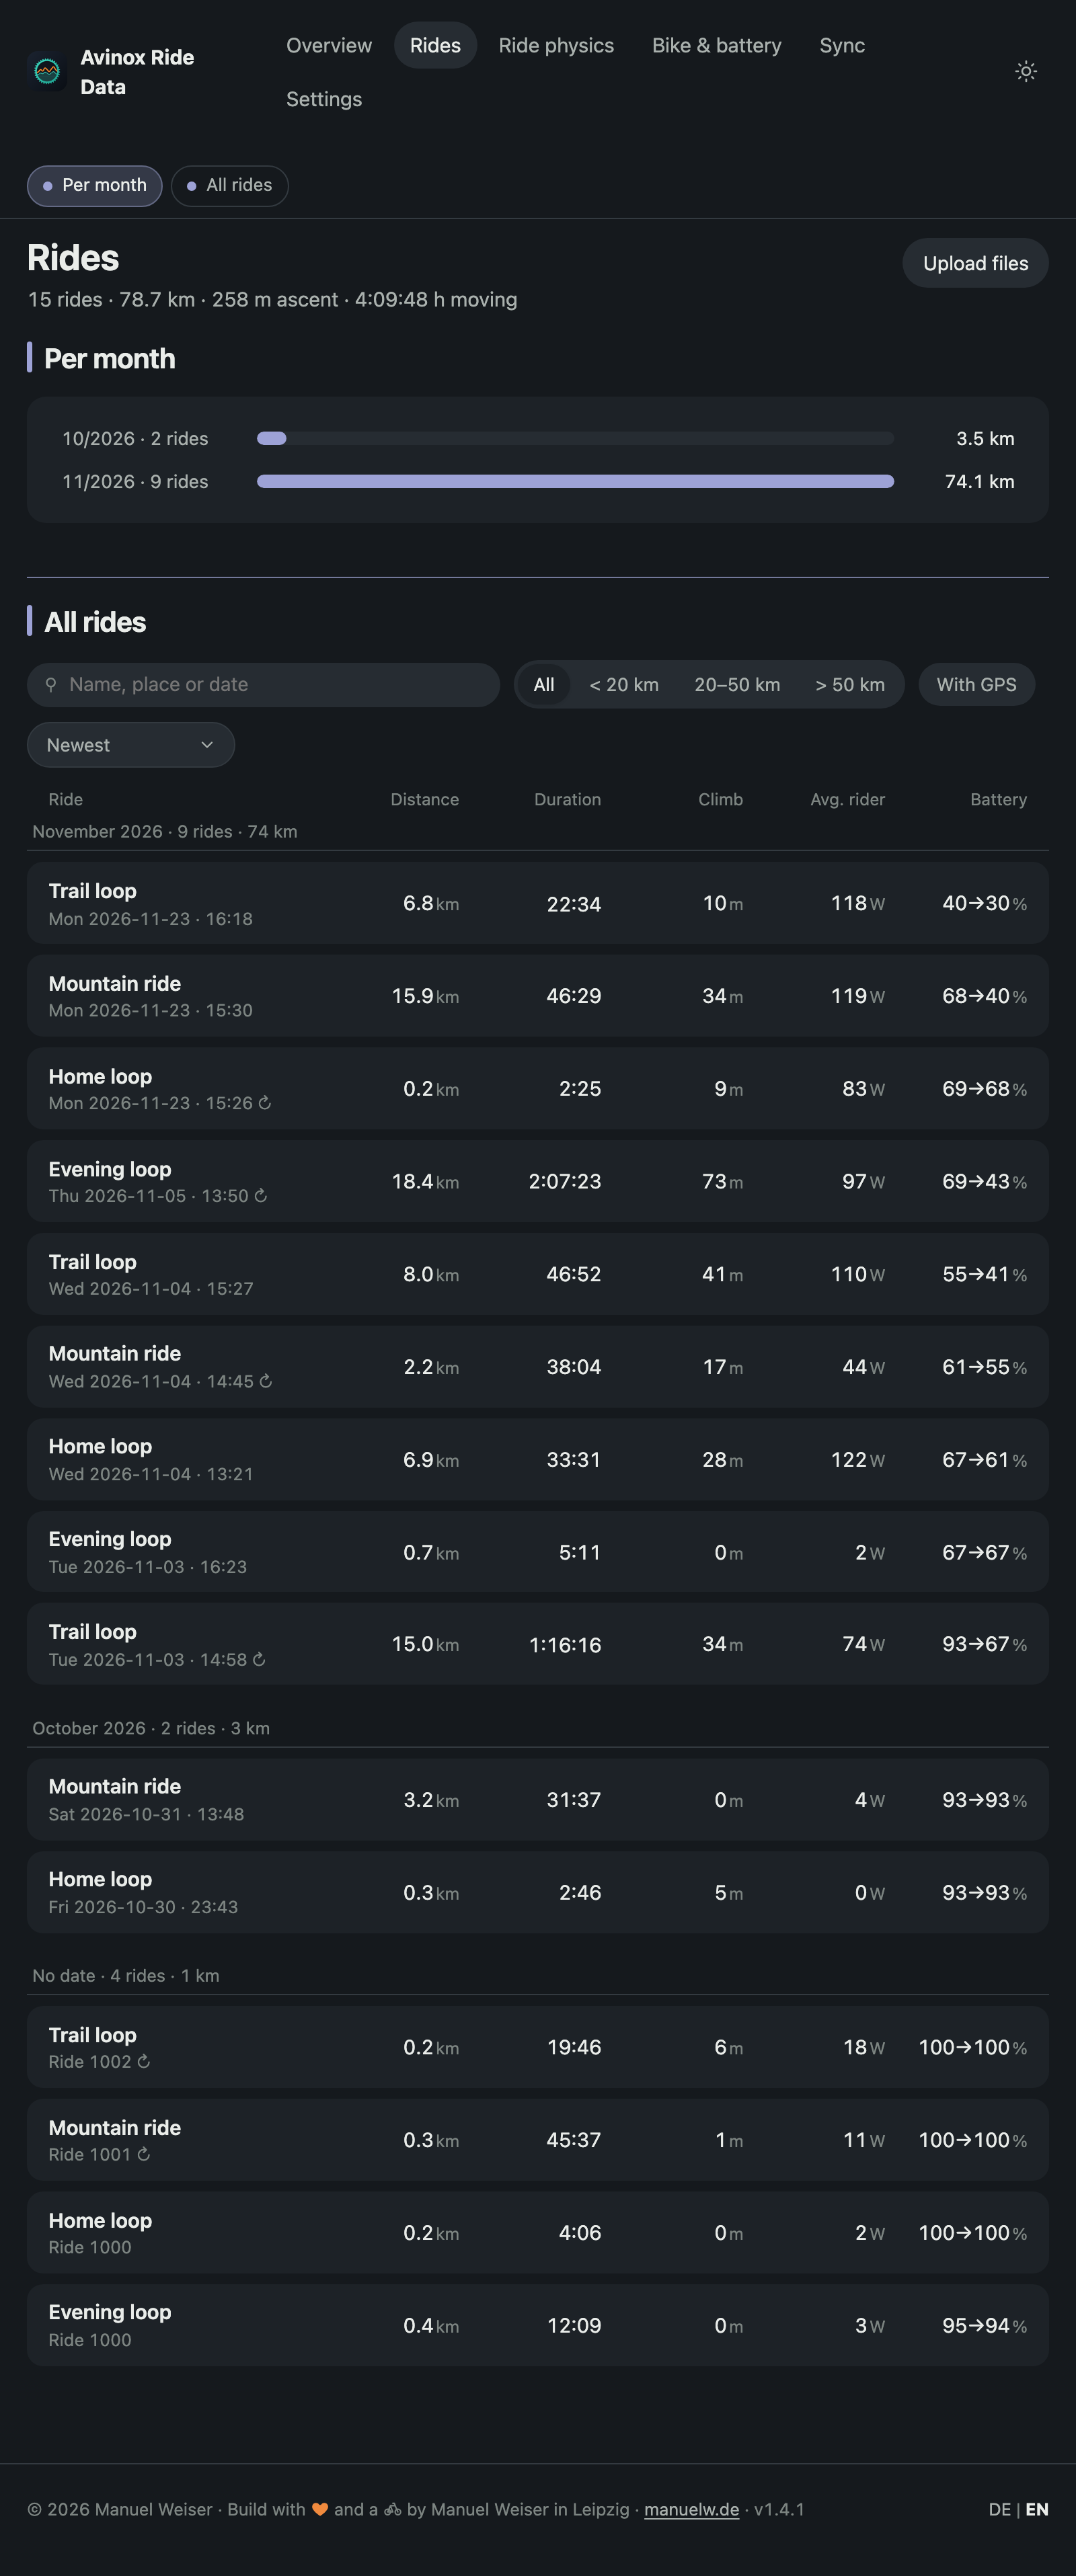 Avinox Ride
Data
Overview Rides Ride physics Bike & battery Sync
Settings
Per month All rides
Rides
Upload files
15 rides · 78.7 km · 258 m ascent · 4:09:48 h moving
Per month
10/2026 · 2 rides 3.5 km
11/2026 · 9 rides 74.1 km
All rides
Name, place or date All < 20 km 20–50 km > 50 km With GPS
Newest
Ride Distance Duration Climb Avg. rider Battery
November 2026 · 9 rides · 74 km
Trail loop
Mon 2026-11-23 · 16:18
6.8 km 22:34 10 m 118 W 40→30 %
Mountain ride
Mon 2026-11-23 · 15:30
15.9 km 46:29 34 m 119 W 68→40 %
Home loop
Mon 2026-11-23 · 15:26 ↻
0.2 km 2:25 9 m 83 W 69→68 %
Evening loop
Thu 2026-11-05 · 13:50 ↻
18.4 km 2:07:23 73 m 97 W 69→43 %
Trail loop
Wed 2026-11-04 · 15:27
8.0 km 46:52 41 m 110 W 55→41 %
Mountain ride
Wed 2026-11-04 · 14:45 ↻
2.2 km 38:04 17 m 44 W 61→55 %
Home loop
Wed 2026-11-04 · 13:21
6.9 km 33:31 28 m 122 W 67→61 %
Evening loop
Tue 2026-11-03 · 16:23
0.7 km 5:11 0 m 2 W 67→67 %
Trail loop
Tue 2026-11-03 · 14:58 ↻
15.0 km 1:16:16 34 m 74 W 93→67 %
October 2026 · 2 rides · 3 km
Mountain ride
Sat 2026-10-31 · 13:48
3.2 km 31:37 0 m 4 W 93→93 %
Home loop
Fri 2026-10-30 · 23:43
0.3 km 2:46 5 m 0 W 93→93 %
No date · 4 rides · 1 km
Trail loop
Ride 1002 ↻
0.2 km 19:46 6 m 18 W 100→100 %
Mountain ride
Ride 1001 ↻
0.3 km 45:37 1 m 11 W 100→100 %
Home loop
Ride 1000
0.2 km 4:06 0 m 2 W 100→100 %
Evening loop
Ride 1000
0.4 km 12:09 0 m 3 W 95→94 %
© 2026 Manuel Weiser · Build with 🧡 and a 🚲 by Manuel Weiser in Leipzig · manuelw.de · v1.4.1 DE | EN